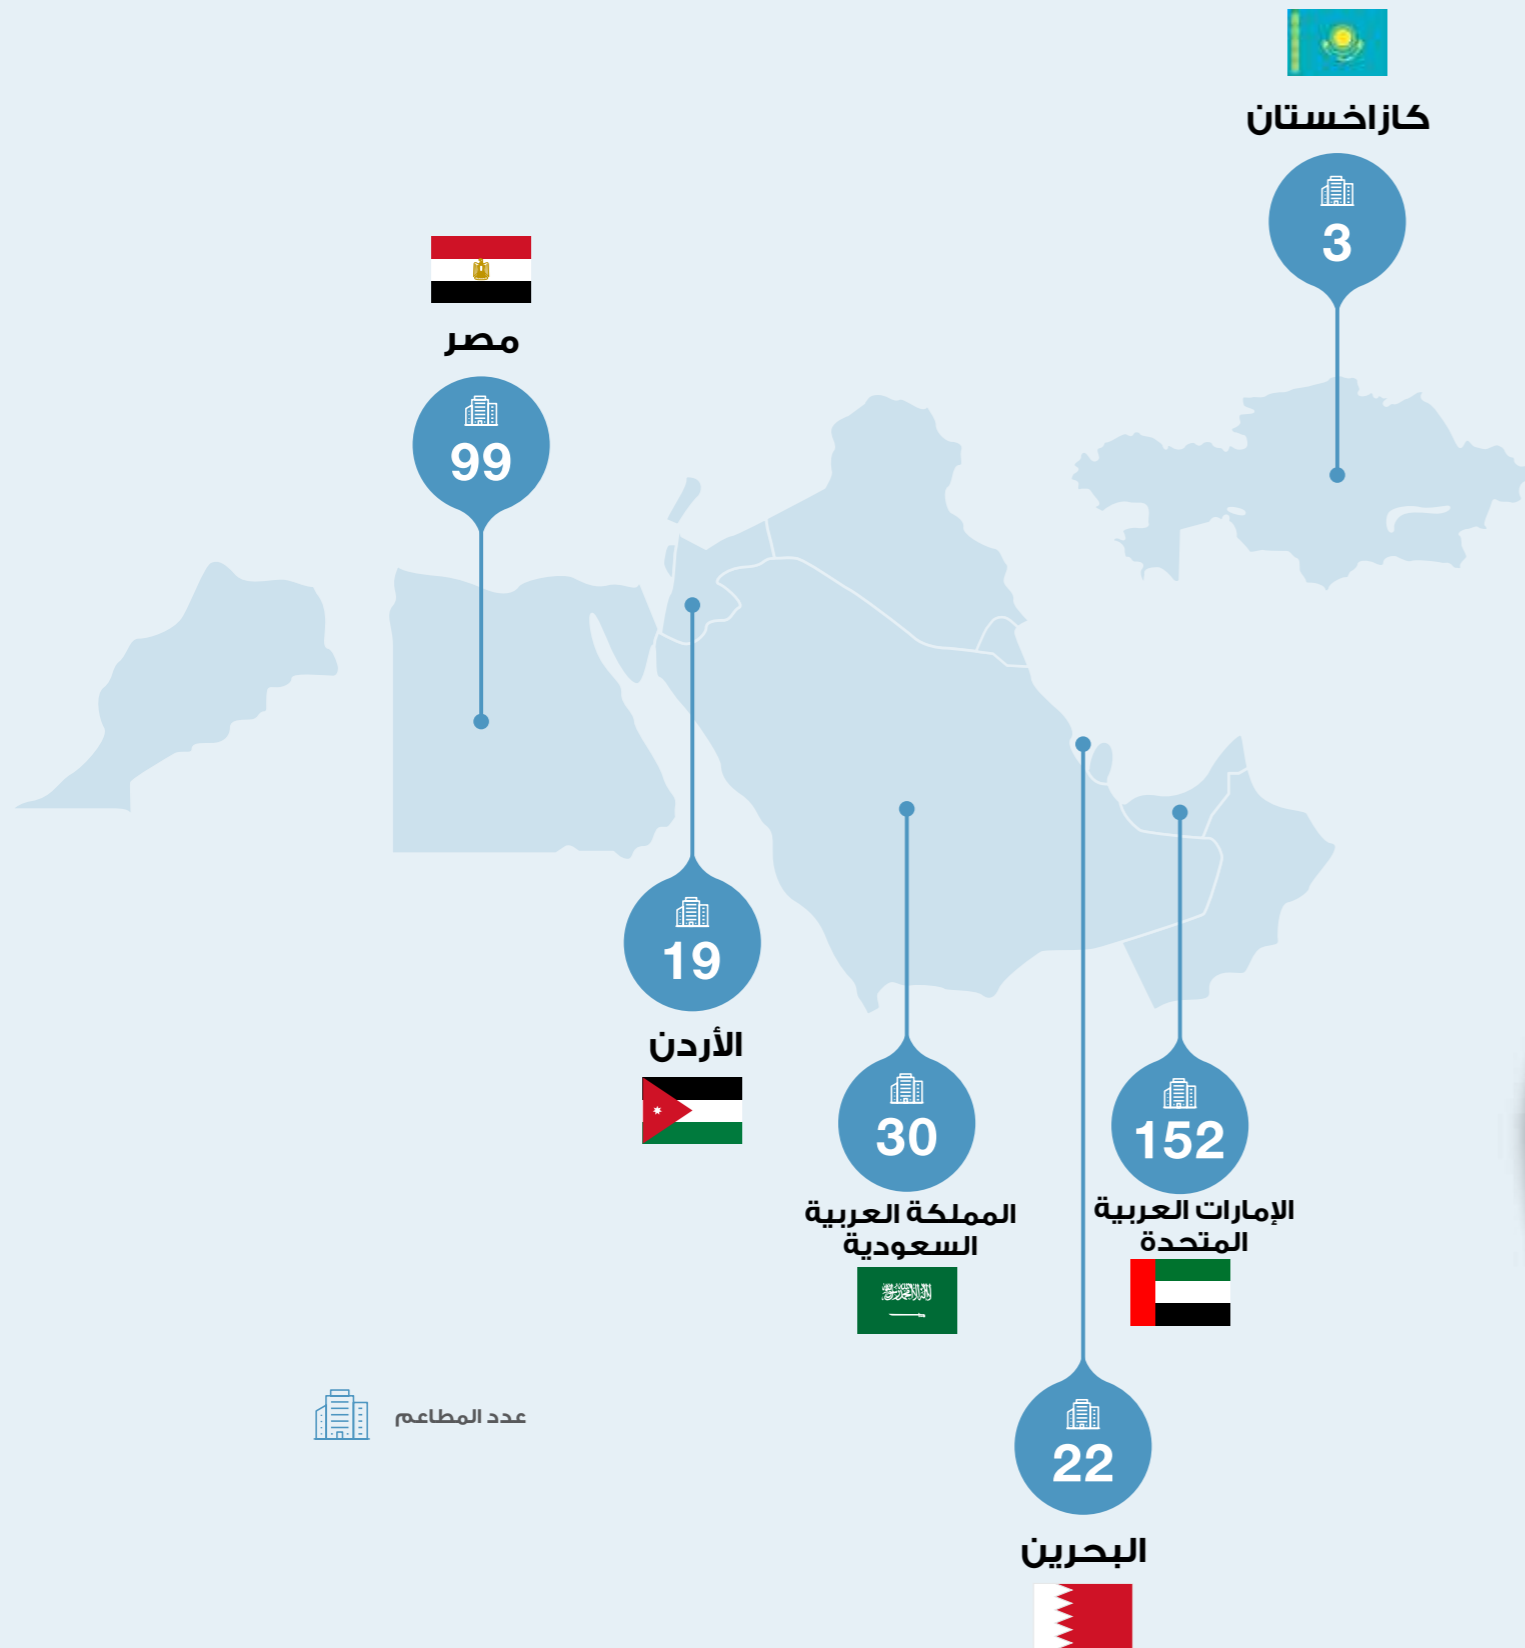 كازاخستان
3
مصر
99
19
الأردن
30
المملكة العربية
السعودية
152
الإمارات العربية
المتحدة
22
البحرين
عدد المطاعم